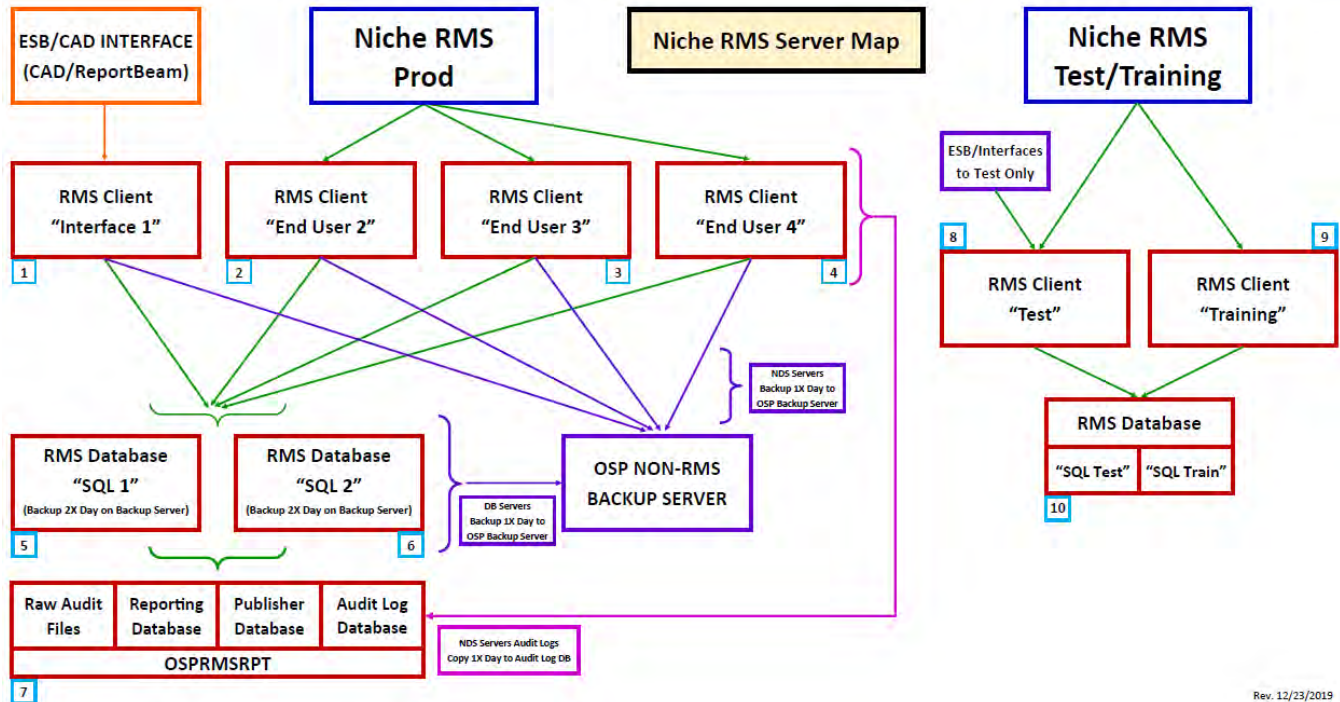 ESB/CAD INTERFACE
(CAD/ReportBeam)
Niche RMS
Prod
Niche RMS Server Map
Niche RMS
Test/Training
ESB/Interfaces
to Test Only
RMS Client
“Interface 1”
1
RMS Client
“End User 2”
2
RMS Client
“End User 3”
3
RMS Client
“End User 4”
4
8
RMS Client
“Test”
9
RMS Client
“Training”
NDS Servers
Backup 1X Day to
OSP Backup Server
RMS Database
“SQL 1”
(Backup 2X Day on Backup Server)
5
RMS Database
“SQL 2”
(Backup 2X Day on Backup Server)
6
DB Servers
Backup 1X Day to
OSP Backup Server
OSP NON-RMS
BACKUP SERVER
RMS Database
“SQL Test”
“SQL Train”
10
Raw Audit
Files
Reporting
Database
Publisher
Database
Audit Log
Database
OSPRMSRPT
7
NDS Servers Audit Logs
Copy 1X Day to Audit Log DB
Rev. 12/23/2019